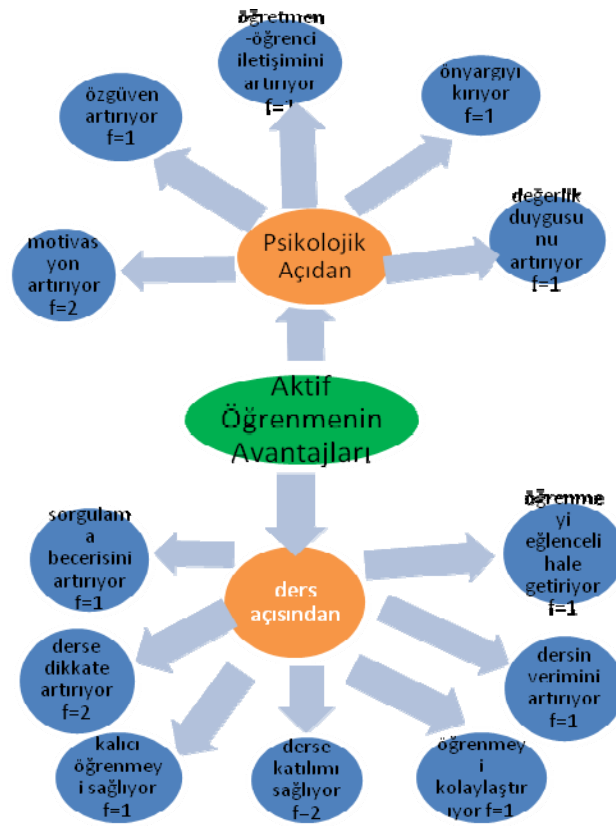 öğretmen
-öğrenci
iletişimini
artırıyor
f=1
özgüven
artırıyor
f=1
önyargıyı
kırıyor
f=1
motivas
yon
artırıyor
f=2
Psikolojik
Açıdan
değerlik
duygusu
nu
artırıyor
f=1
Aktif
Öğrenmenin
Avantajları
sorgulam
a
becerisini
artırıyor
f=1
ders
açısından
öğrenme
yi
eğlenceli
hale
getiriyor
f=1
derse
dikkate
artırıyor
f=2
dersin
verimini
artırıyor
f=1
kalıcı
öğrenmey
i sağlıyor
f=1
derse
katılımı
sağlıyor
f=2
öğrenmey
i
kolaylaştır
ıyor f=1